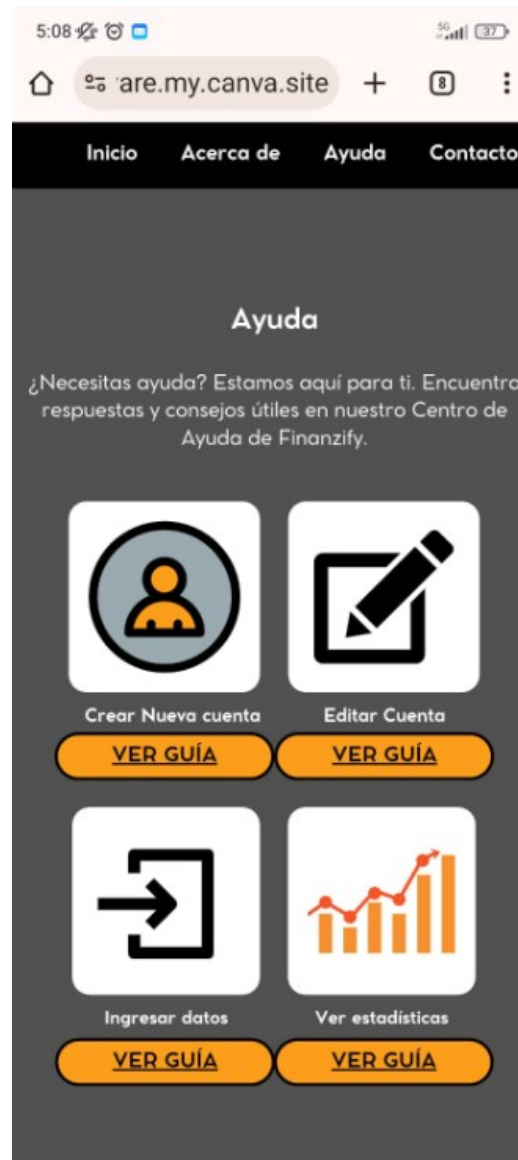 5:08
5G
37
are.my.canva.site
8
Inicio Acerca de Ayuda Contacto
Ayuda
¿Necesitas ayuda? Estamos aquí para ti. Encuentra
respuestas y consejos útiles en nuestro Centro de
Ayuda de Finanzify.
Crear Nueva cuenta Editar Cuenta
VER GUÍA VER GUÍA
Ingresar datos Ver estadísticas
VER GUÍA VER GUÍA